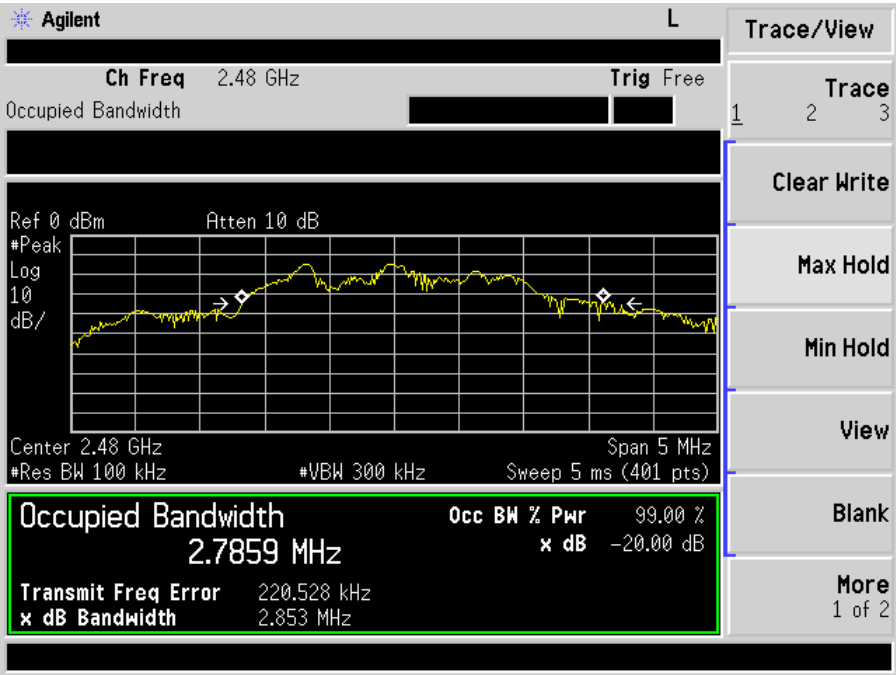 Agilent
L
Trace/View
Ch Freq 2.48 GHz
Trig Free
Occupied Bandwidth
Trace
1 2 3
Clear Write
Max Hold
Min Hold
View
Blank
More
1 of 2
Ref 0 dBm
Atten 10 dB
#Peak
Log
10
dB/
Center 2.48 GHz
Span 5 MHz
#Res BW 100 kHz
#VBW 300 kHz
Sweep 5 ms (401 pts)
Occupied Bandwidth
2.7859 MHz
Occ BW % Pwr 99.00 %
x dB -20.00 dB
Transmit Freq Error 220.528 kHz
x dB Bandwidth 2.853 MHz